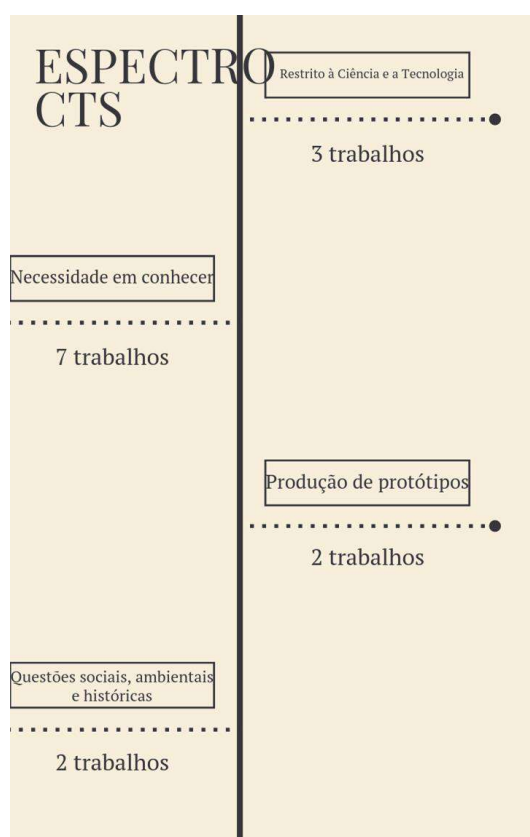 ESPECTRO
CTS
Restrito à Ciência e a Tecnologia
3 trabalhos
Necessidade em conhecer
7 trabalhos
Produção de protótipos
2 trabalhos
Questões sociais, ambientais
e históricas
2 trabalhos